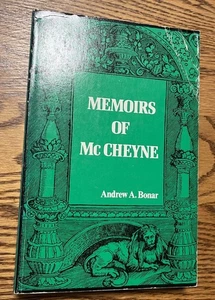 MEMOIRS
OF
Mc CHEYNE
Andrew A. Bonar